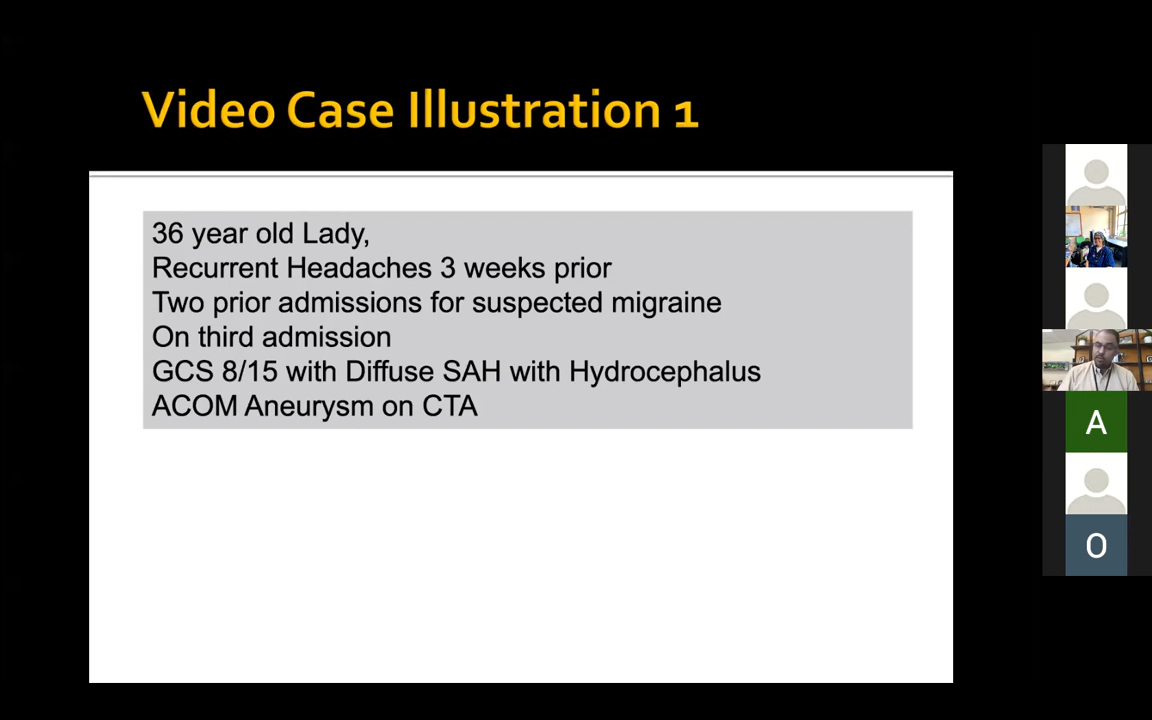 Video Case Illustration 1
36 year old Lady,
Recurrent Headaches 3 weeks prior
Two prior admissions for suspected migraine
On third admission
GCS 8/15 with Diffuse SAH with Hydrocephalus
ACOM Aneurysm on CTA
A
O